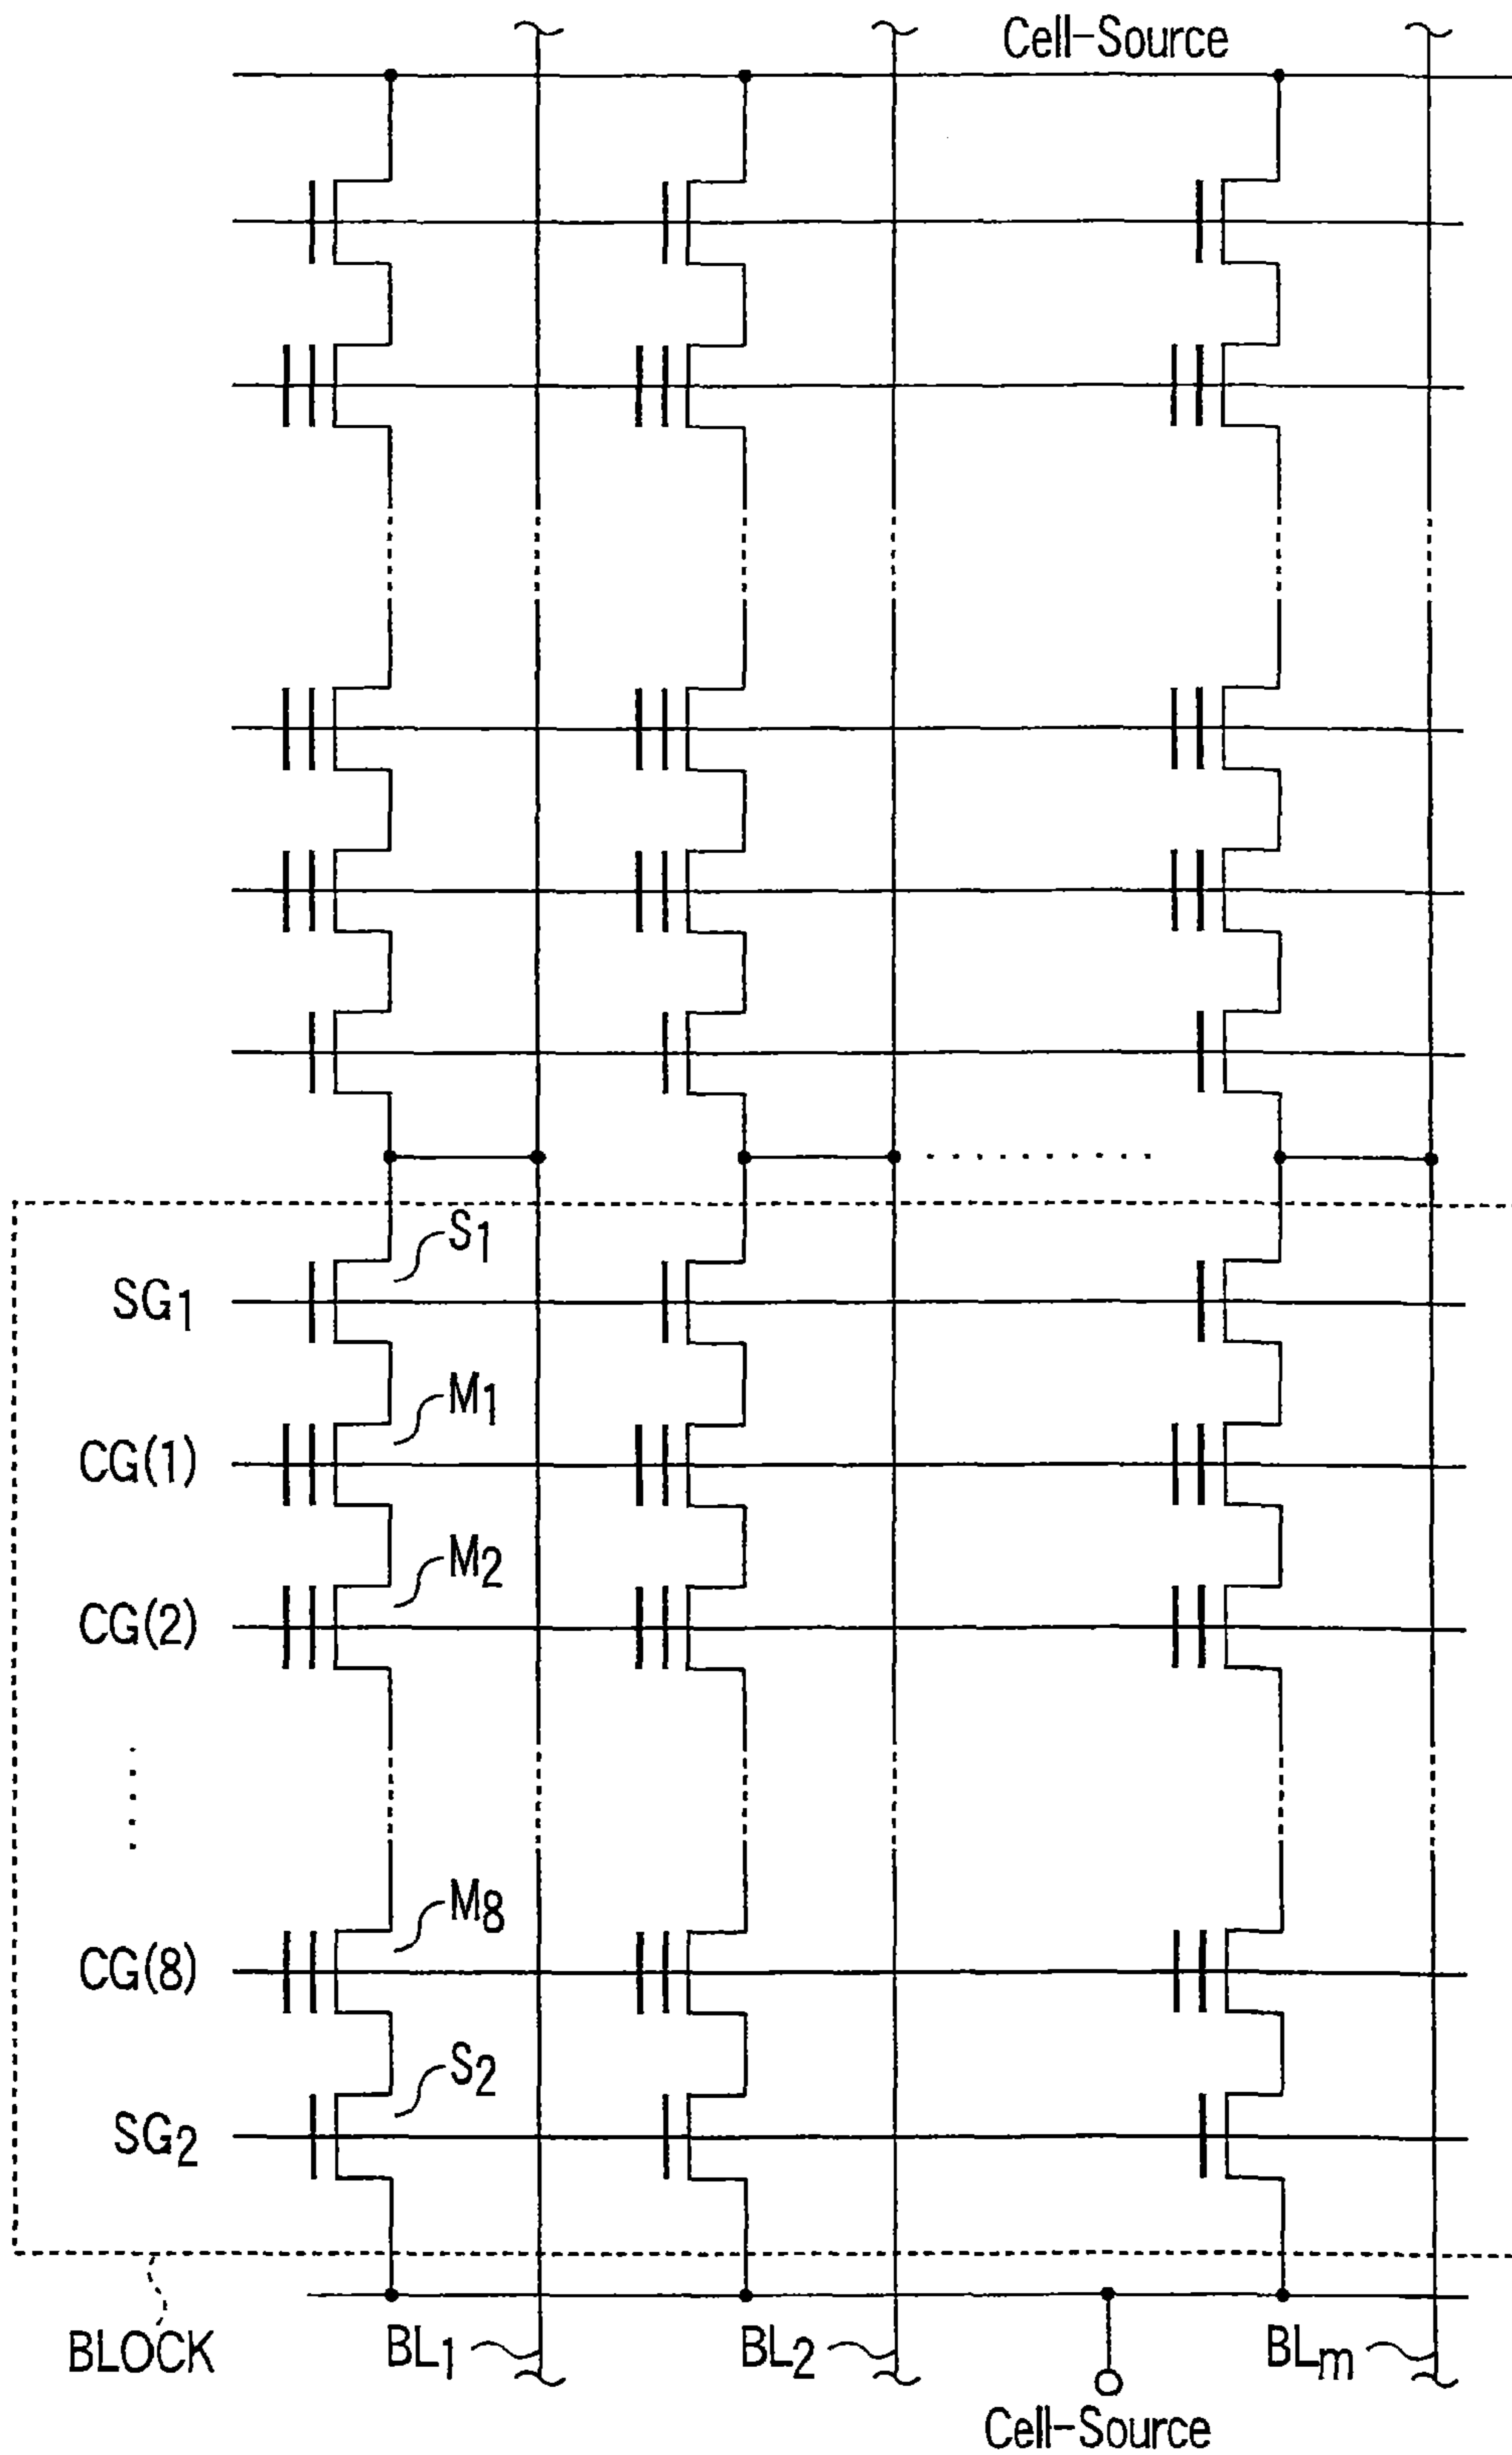 Cell-Source
S1
SG1
M1
CG(1)
M2
CG(2)
M8
CG(8)
S2
SG2
BLOCK
BL1
BL2
BLm
Cell-Source